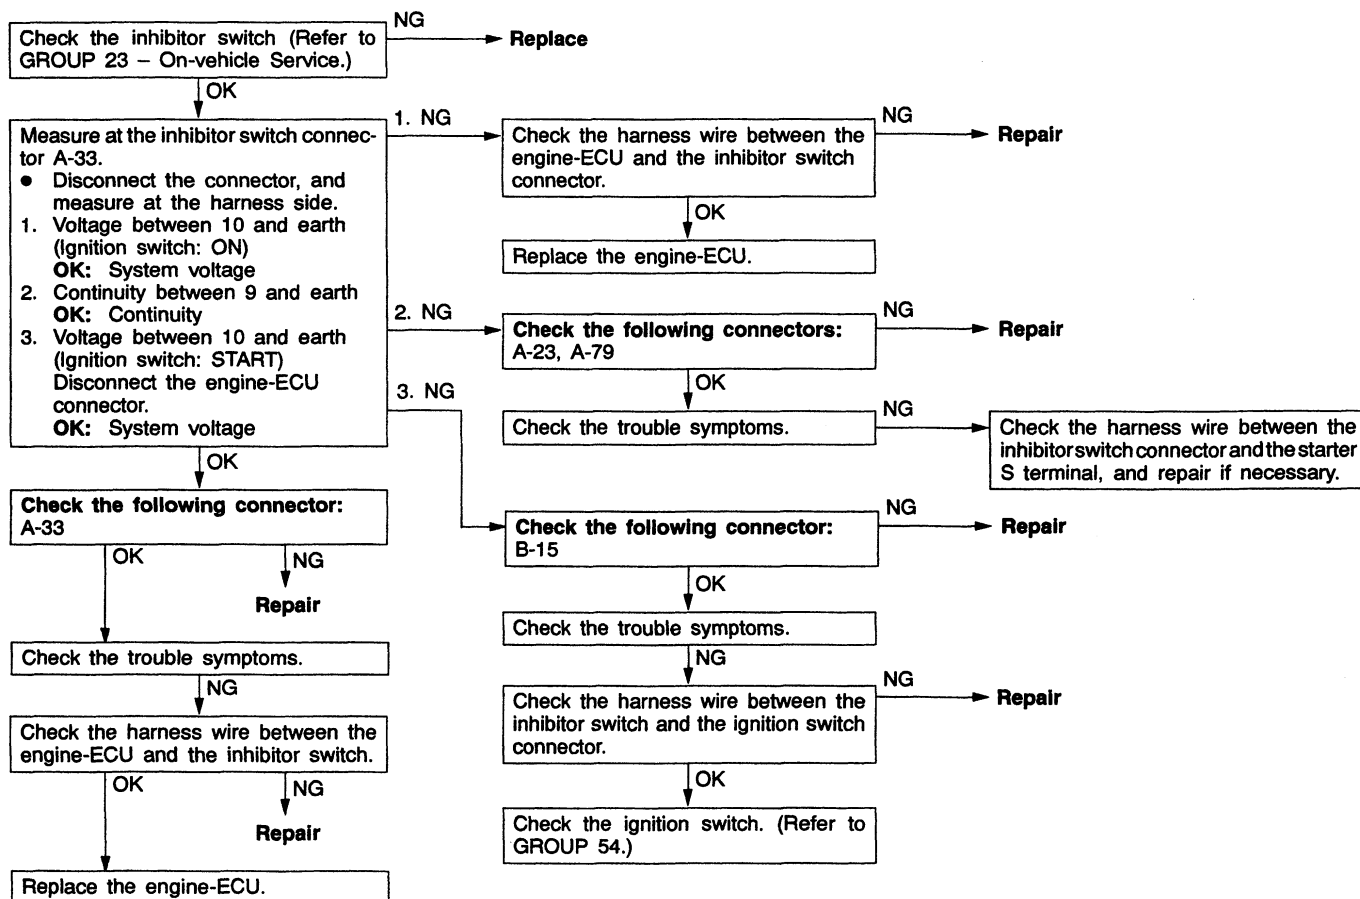 Check the inhibitor switch (Refer to
GROUP 23 – On-vehicle Service.)
NG
Replace
OK
Measure at the inhibitor switch connec-
tor A-33.
● Disconnect the connector, and
measure at the harness side.
1. Voltage between 10 and earth
(Ignition switch: ON)
OK: System voltage
2. Continuity between 9 and earth
OK: Continuity
3. Voltage between 10 and earth
(Ignition switch: START)
Disconnect the engine-ECU
connector.
OK: System voltage
1. NG
Check the harness wire between the
engine-ECU and the inhibitor switch
connector.
NG
Repair
OK
Replace the engine-ECU.
2. NG
Check the following connectors:
A-23, A-79
NG
Repair
OK
Check the trouble symptoms.
NG
Check the harness wire between the
inhibitor switch connector and the starter
S terminal, and repair if necessary.
3. NG
Check the following connector:
B-15
NG
Repair
OK
Check the trouble symptoms.
NG
Check the harness wire between the
inhibitor switch and the ignition switch
connector.
NG
Repair
OK
Check the ignition switch. (Refer to
GROUP 54.)
OK
Check the following connector:
A-33
OK
NG
Repair
Check the trouble symptoms.
NG
Check the harness wire between the
engine-ECU and the inhibitor switch.
OK
NG
Repair
Replace the engine-ECU.